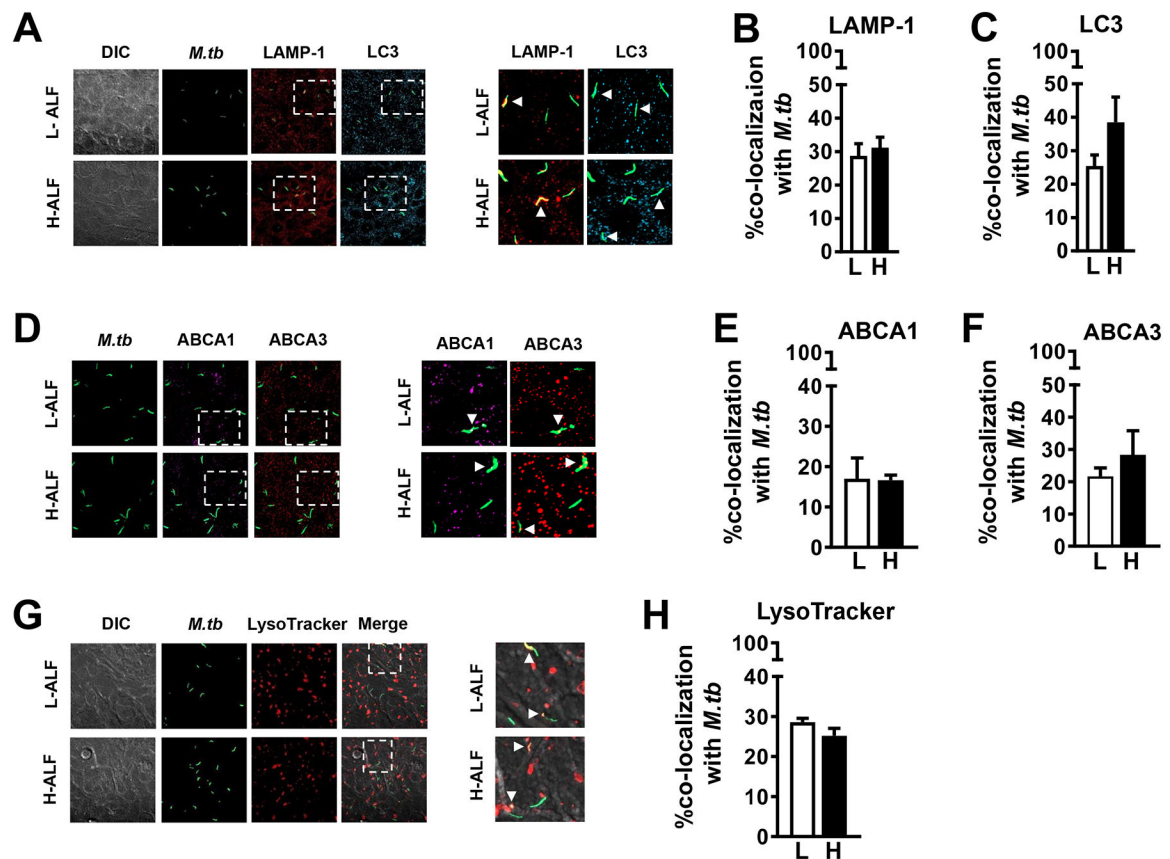 A
DIC M.tb LAMP-1 LC3 LAMP-1 LC3
L- ALF
H-ALF
L-ALF
H-ALF
B
LAMP-1
%co-localization
with M.tb
100
50
40
30
20
10
0
L H
C
LC3
%co-localization
with M.tb
100
50
40
30
20
10
0
L H
D
M.tb ABCA1 ABCA3 ABCA1 ABCA3
L-ALF
H-ALF
L-ALF
H-ALF
E
ABCA1
%co-localization
with M.tb
100
40
30
20
10
0
L H
F
ABCA3
%co-localization
with M.tb
100
50
40
30
20
10
0
L H
G
DIC M.tb LysoTracker Merge
L-ALF
H-ALF
L-ALF
H-ALF
H
LysoTracker
%co-localization
with M.tb
100
40
30
20
10
0
L H